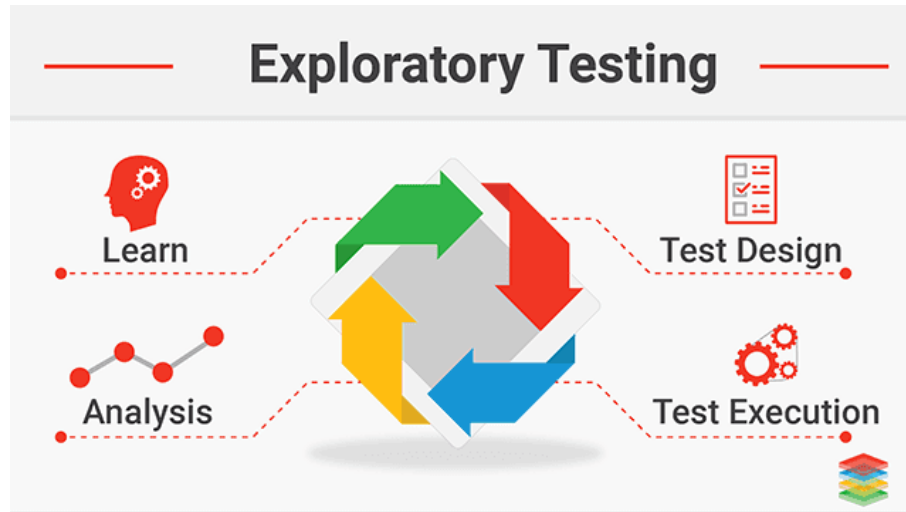 Exploratory Testing
Learn
Test Design
Analysis
Test Execution